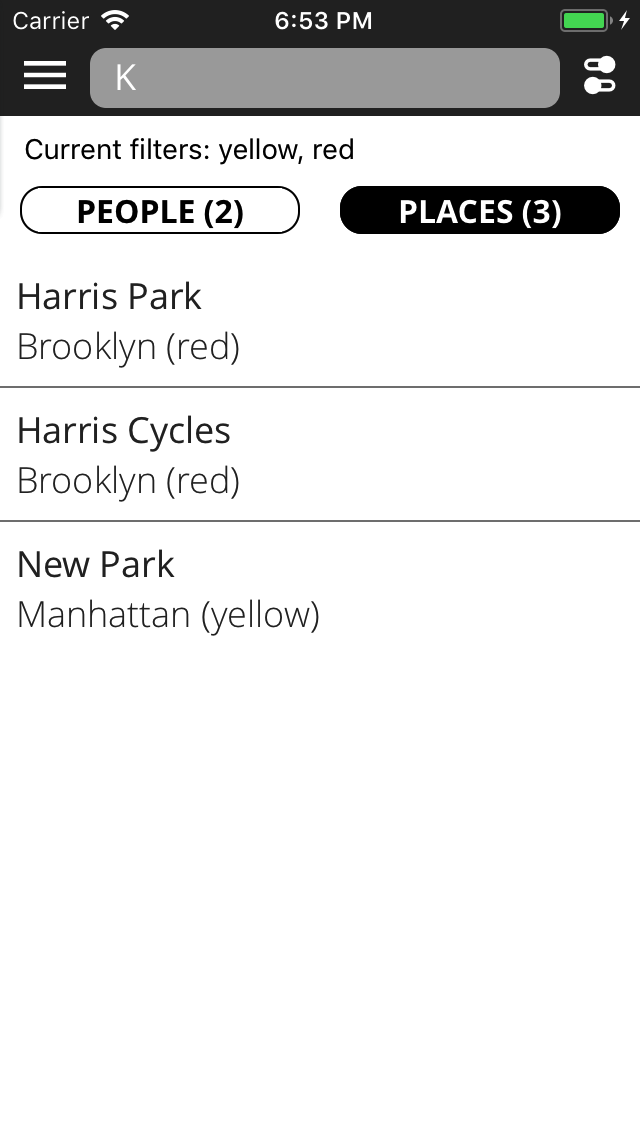 Carrier 6:53 PM
K
Current filters: yellow, red
PEOPLE (2) PLACES (3)
Harris Park
Brooklyn (red)
Harris Cycles
Brooklyn (red)
New Park
Manhattan (yellow)